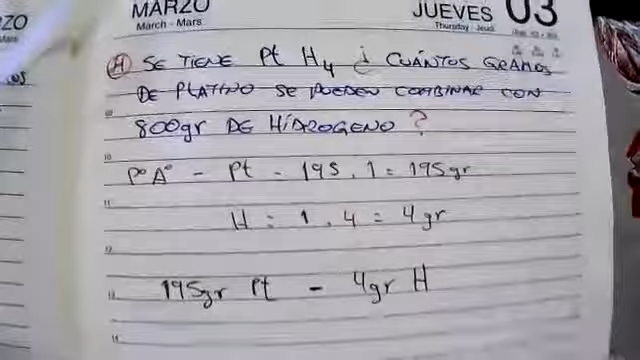 MARZO
March - Mars
JUEVES 03
Thursday - Jeudi
(H) SE TIENE Pt H4 ¿ CUÁNTOS GRAMOS
DE PLATINO SE PUEDEN COMBINAR CON
800gr DE HIDROGENO?
PºAº - Pt - 195 . 1 = 195gr
H = 1 . 4 = 4gr
195gr Pt - 4gr H